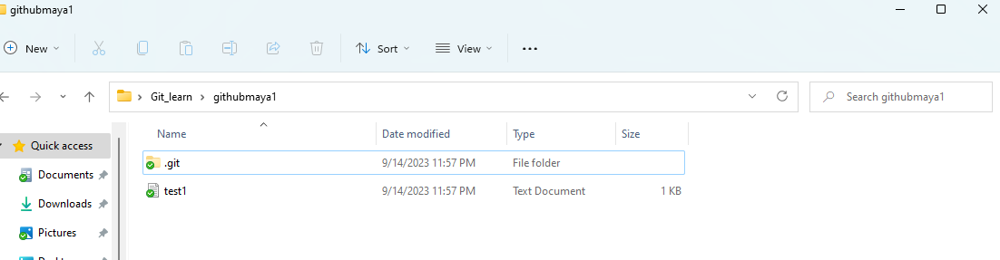 githubmaya1
New Sort View
Git_learn githubmaya1 Search githubmaya1
Name Date modified Type Size
Quick access
.git 9/14/2023 11:57 PM File folder
Documents
test1 9/14/2023 11:57 PM Text Document 1 KB
Downloads
Pictures